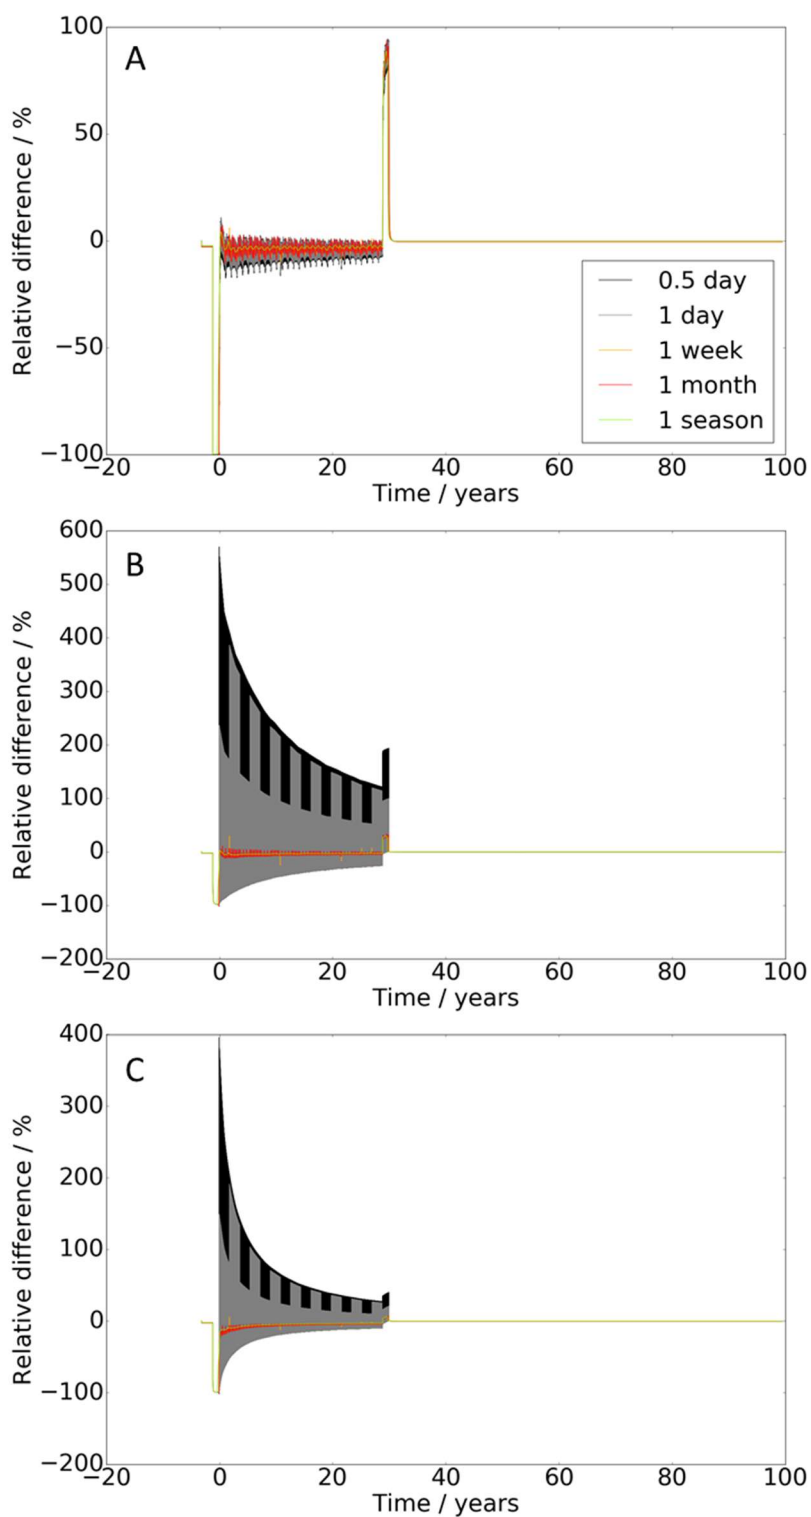 A
Relative difference / %
100
50
0
−50
−100
0.5 day
1 day
1 week
1 month
1 season
−20 0 20 40 60 80 100
Time / years
B
Relative difference / %
600
500
400
300
200
100
0
−100
−200
−20 0 20 40 60 80 100
Time / years
C
Relative difference / %
400
300
200
100
0
−100
−200
−20 0 20 40 60 80 100
Time / years